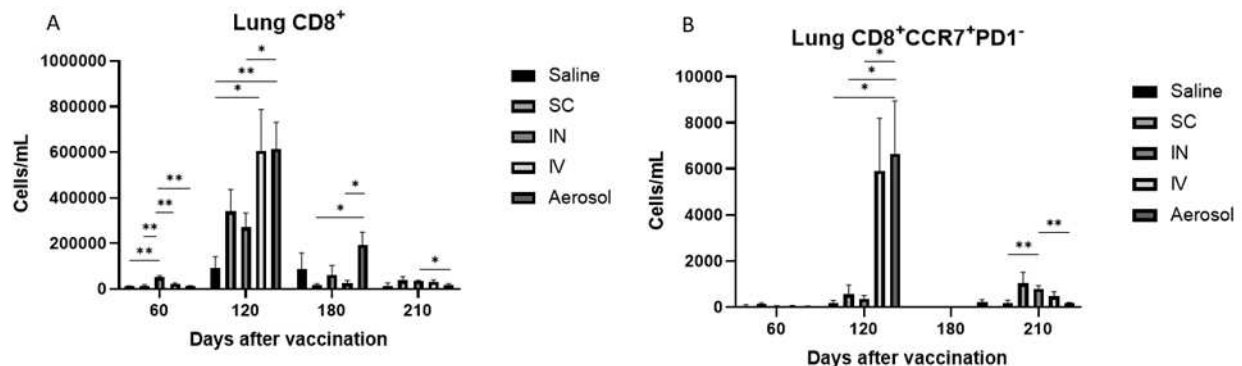 A
Lung CD8⁺
Cells/mL
1000000
800000
600000
400000
200000
0
** ** ** **
* ** *
* *
*
60 120 180 210
Days after vaccination
Saline
SC
IN
IV
Aerosol
B
Lung CD8⁺CCR7⁺PD1⁻
Cells/mL
10000
8000
6000
4000
2000
0
* * *
** **
60 120 180 210
Days after vaccination
Saline
SC
IN
IV
Aerosol